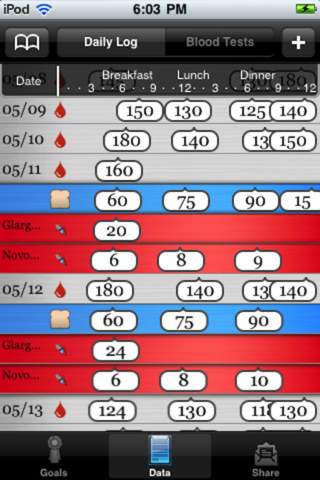 iPod 6:03 PM
Daily Log Blood Tests +
Date Breakfast Lunch Dinner
3 6 9 12 3 6 9 12
05/09 150 130 125 140
05/10 180 140 150
05/11 160
60 75 90 15
Glarg... 20
Novo... 6 8 9
05/12 180 140 140
60 75 90
Glarg... 24
Novo... 6 8 10
05/13 124 130 130
Goals Data Share